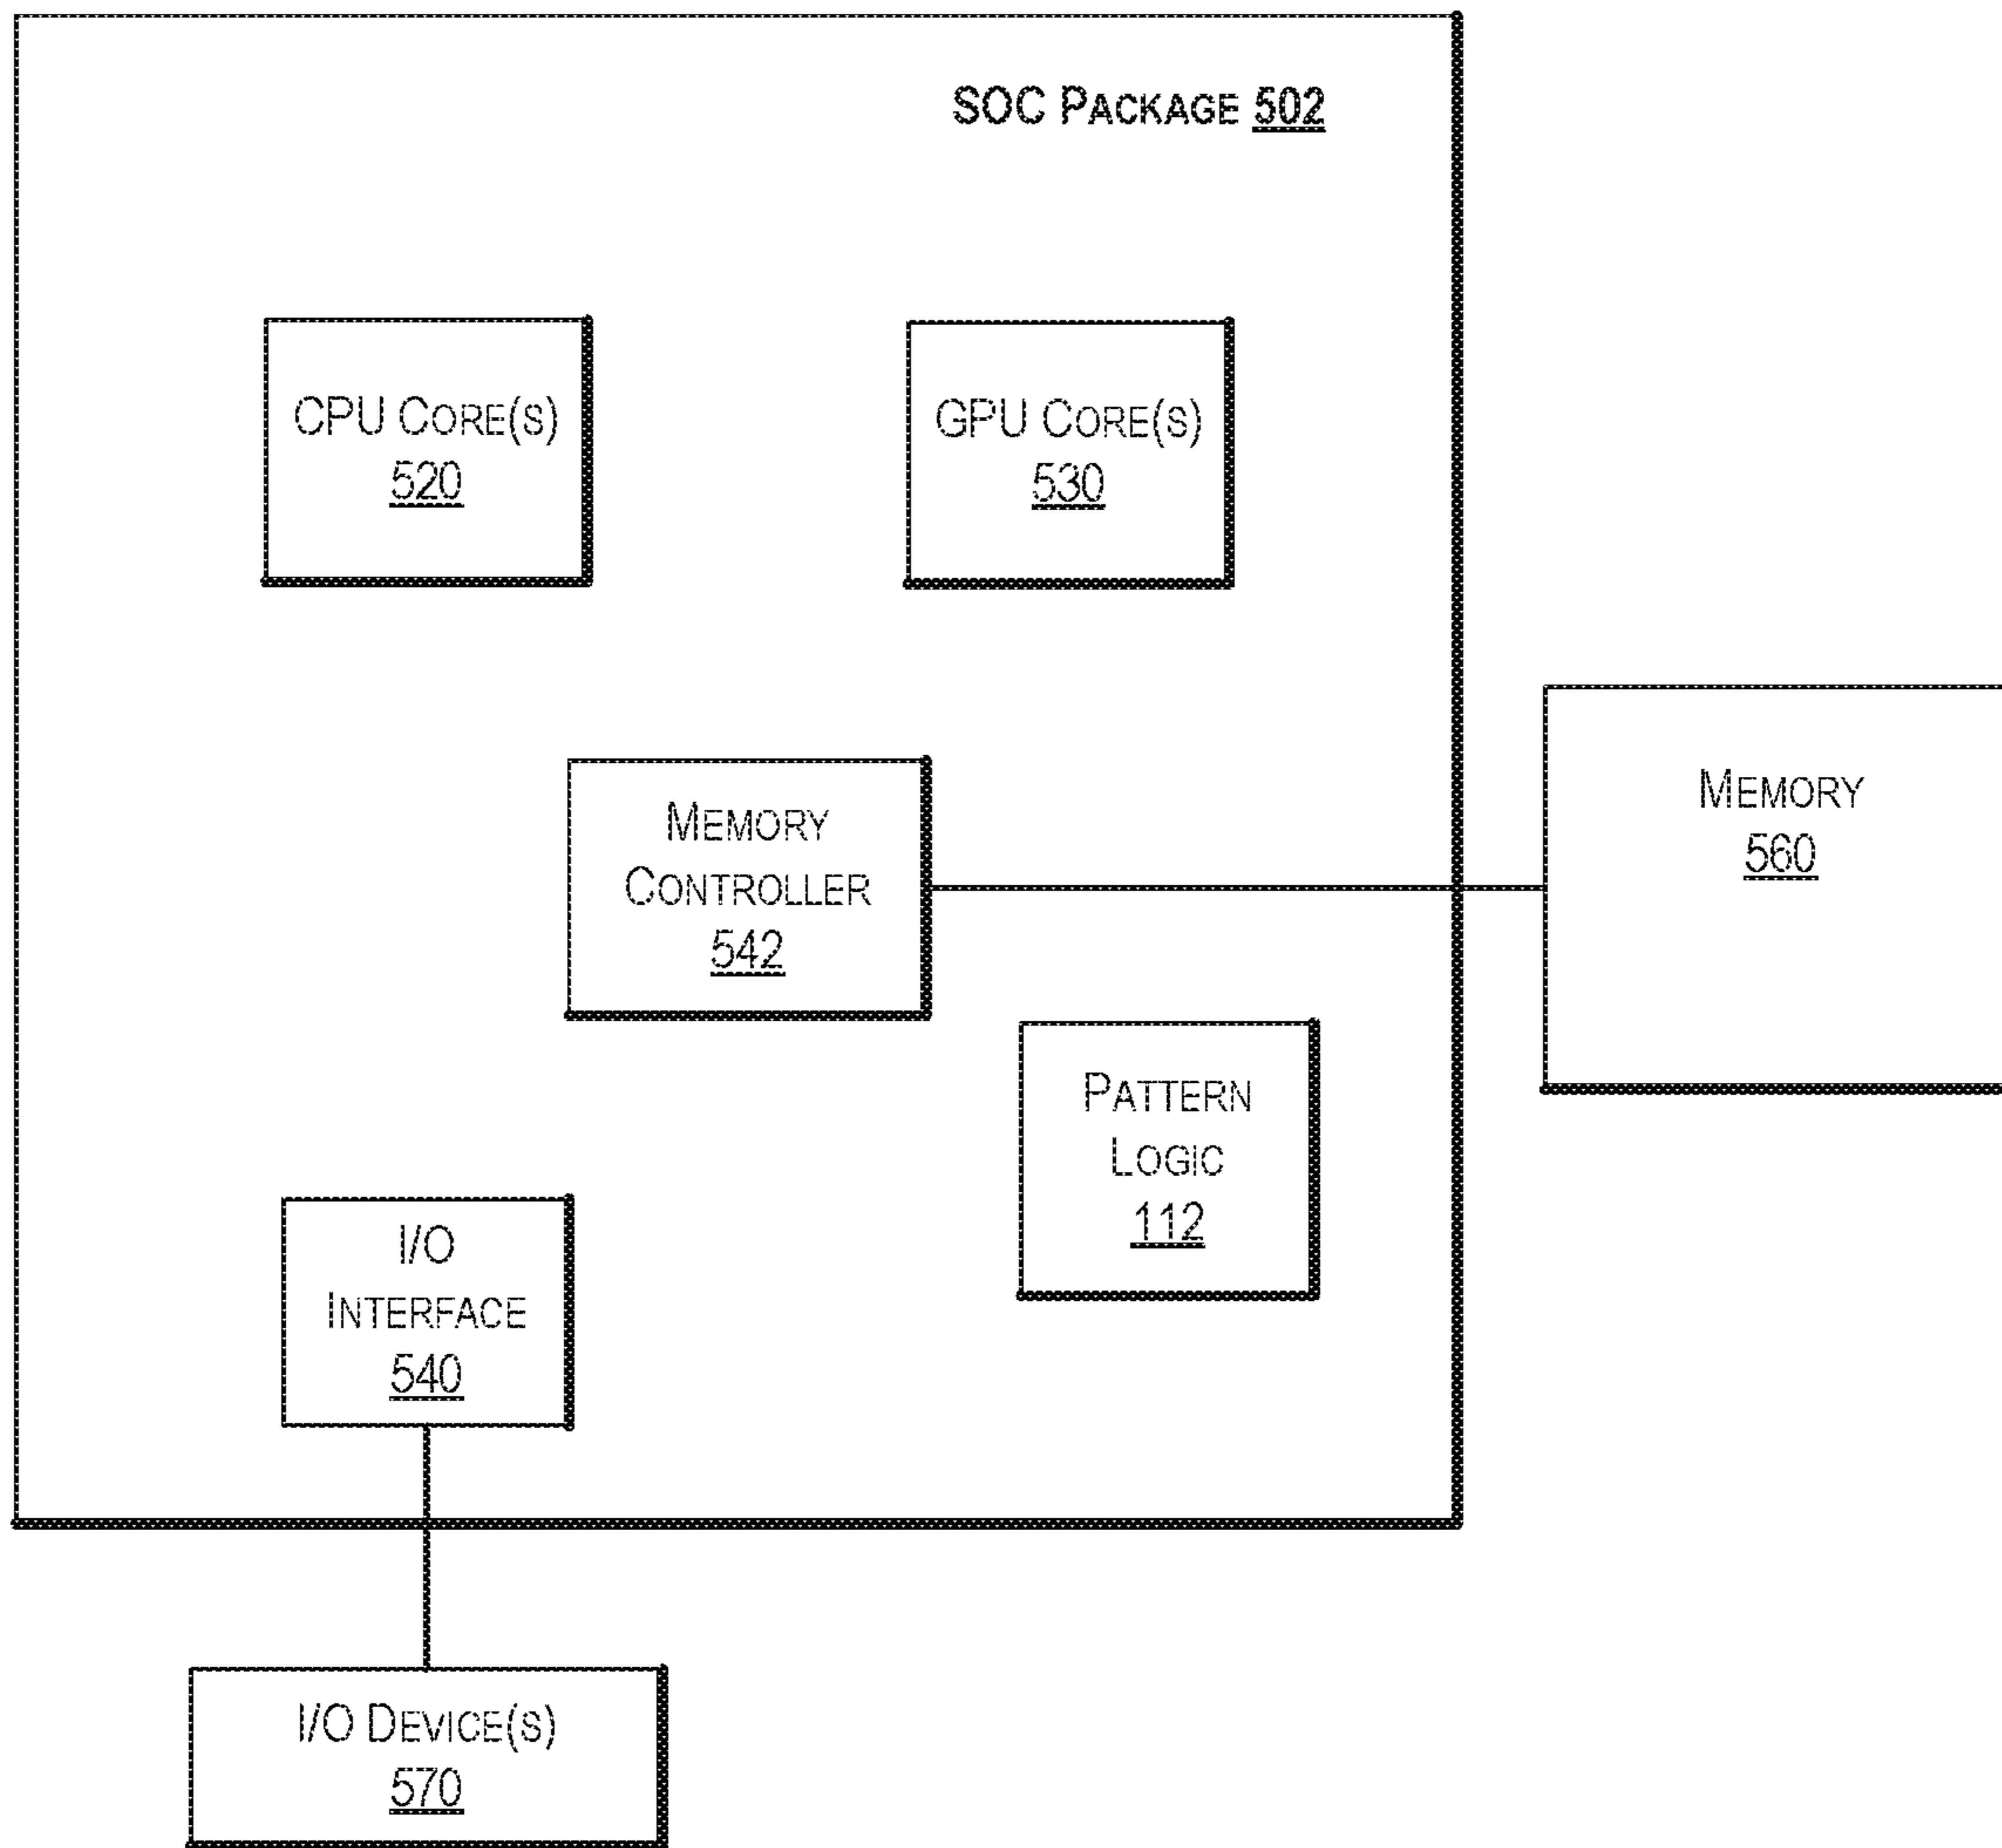 SOC PACKAGE 502
CPU CORE(S)
520
GPU CORE(S)
530
MEMORY
CONTROLLER
542
MEMORY
560
PATTERN
LOGIC
112
I/O
INTERFACE
540
I/O DEVICE(S)
570